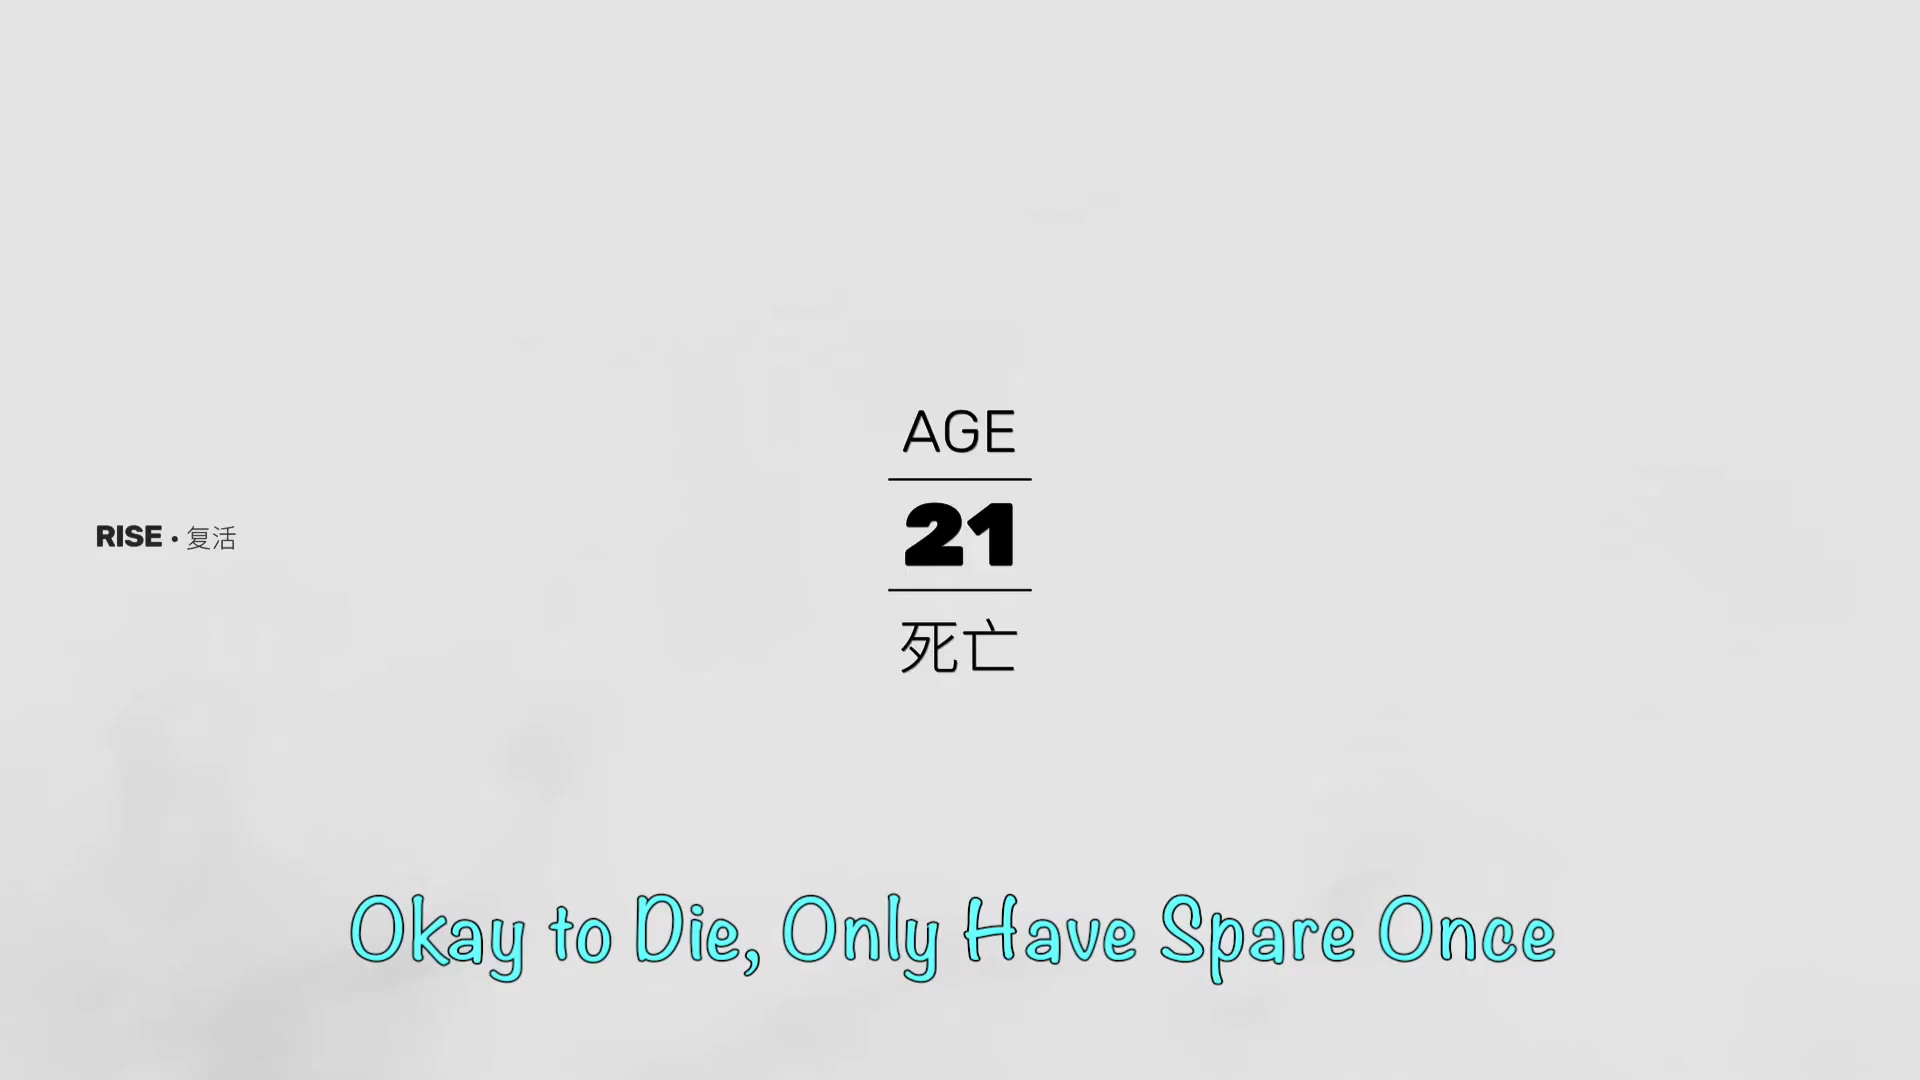 AGE
21
死亡
RISE • 复活
Okay to Die, Only Have Spare Once